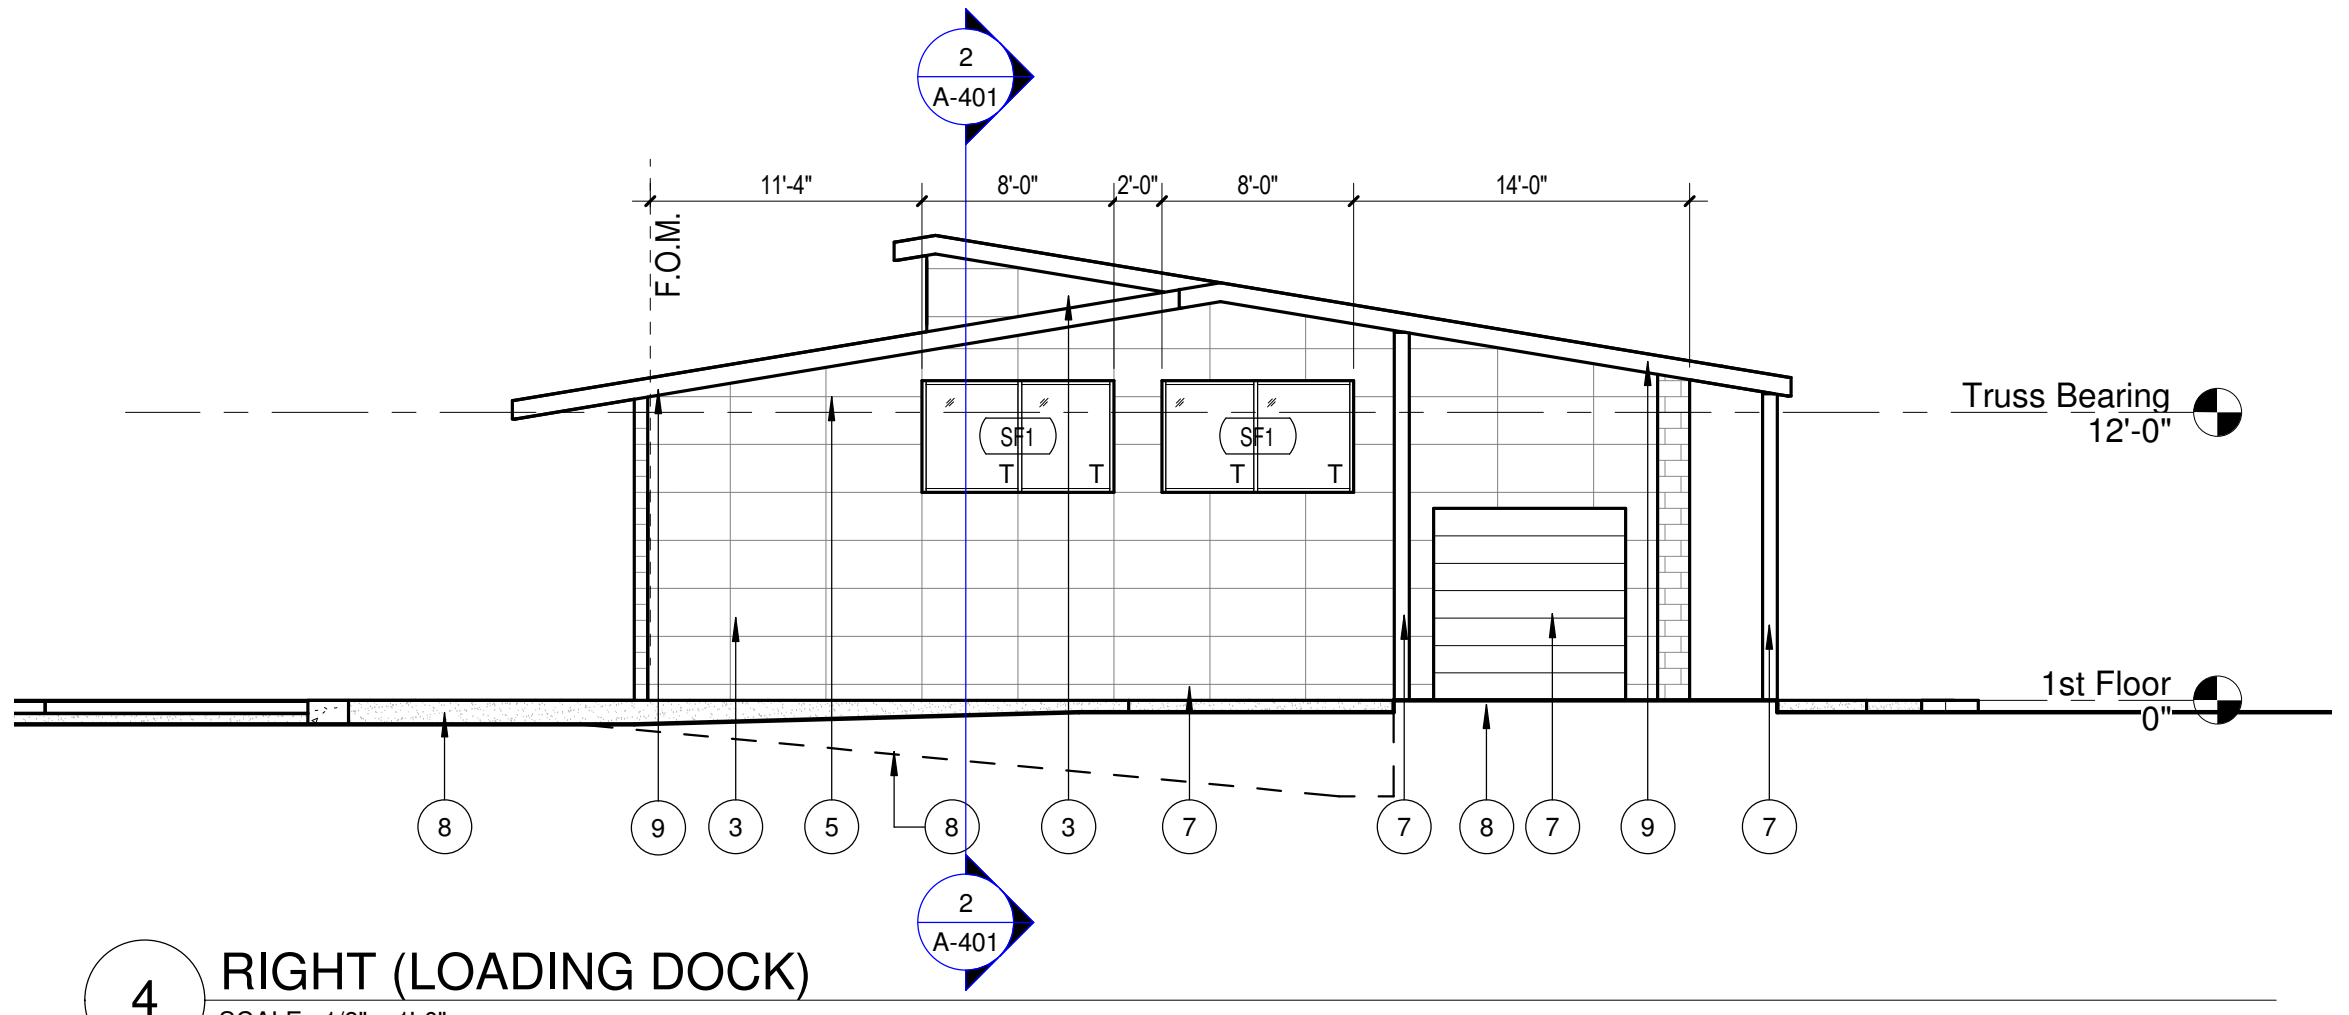 2
A-401
11'-4"
8'-0"
2'-0"
8'-0"
14'-0"
F.O.M.
Truss Bearing
12'-0"
SF1
SF1
T
T
T
T
1st Floor
0"
8
9
3
5
8
3
7
7
8
7
9
7
2
A-401
4
RIGHT (LOADING DOCK)